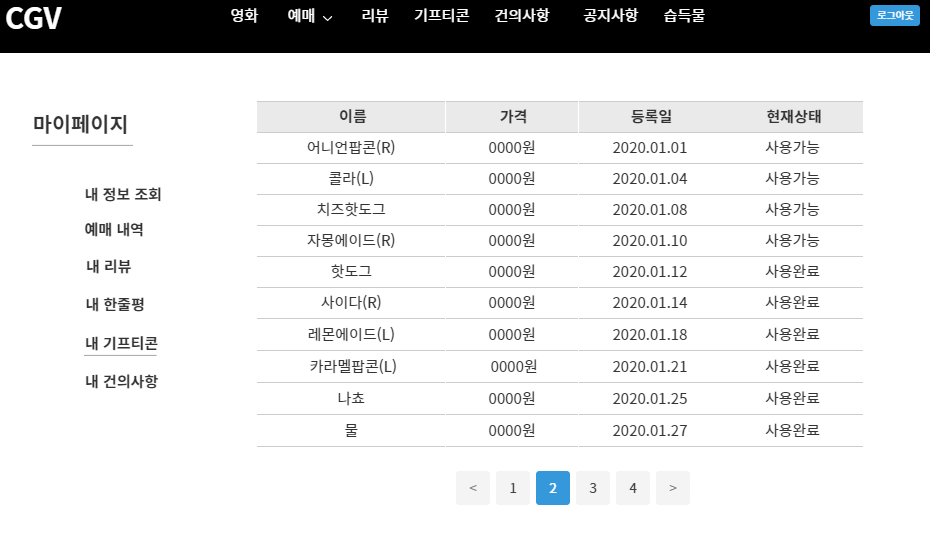 CGV 영화 예매 리뷰 기프티콘 건의사항 공지사항 습득물 로그아웃
마이페이지
내 정보 조회
예매 내역
내 리뷰
내 한줄평
내 기프티콘
내 건의사항
이름 가격 등록일 현재상태
어니언팝콘(R) 0000원 2020.01.01 사용가능
콜라(L) 0000원 2020.01.04 사용가능
치즈핫도그 0000원 2020.01.08 사용가능
자몽에이드(R) 0000원 2020.01.10 사용가능
핫도그 0000원 2020.01.12 사용완료
사이다(R) 0000원 2020.01.14 사용완료
레몬에이드(L) 0000원 2020.01.18 사용완료
카라멜팝콘(L) 0000원 2020.01.21 사용완료
나쵸 0000원 2020.01.25 사용완료
물 0000원 2020.01.27 사용완료
< 1 2 3 4 >